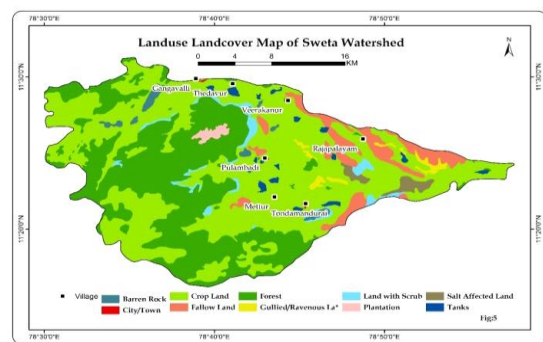 78°30'0"E 78°40'0"E 78°50'0"E
Landuse Landcover Map of Sweta Watershed
N
0 4 8 16
KM
11°30'0"N 11°30'0"N
Gangavalli
Thedavur
Veerakanur
Rajapalayam
Pulambadi
Mettur
Tondamandurai
11°20'0"N 11°20'0"N
Village Barren Rock Crop Land Forest Land with Scrub Salt Affected Land
City/Town Fallow Land Gullied/Ravenous La* Plantation Tanks
Fig:5
78°30'0"E 78°40'0"E 78°50'0"E